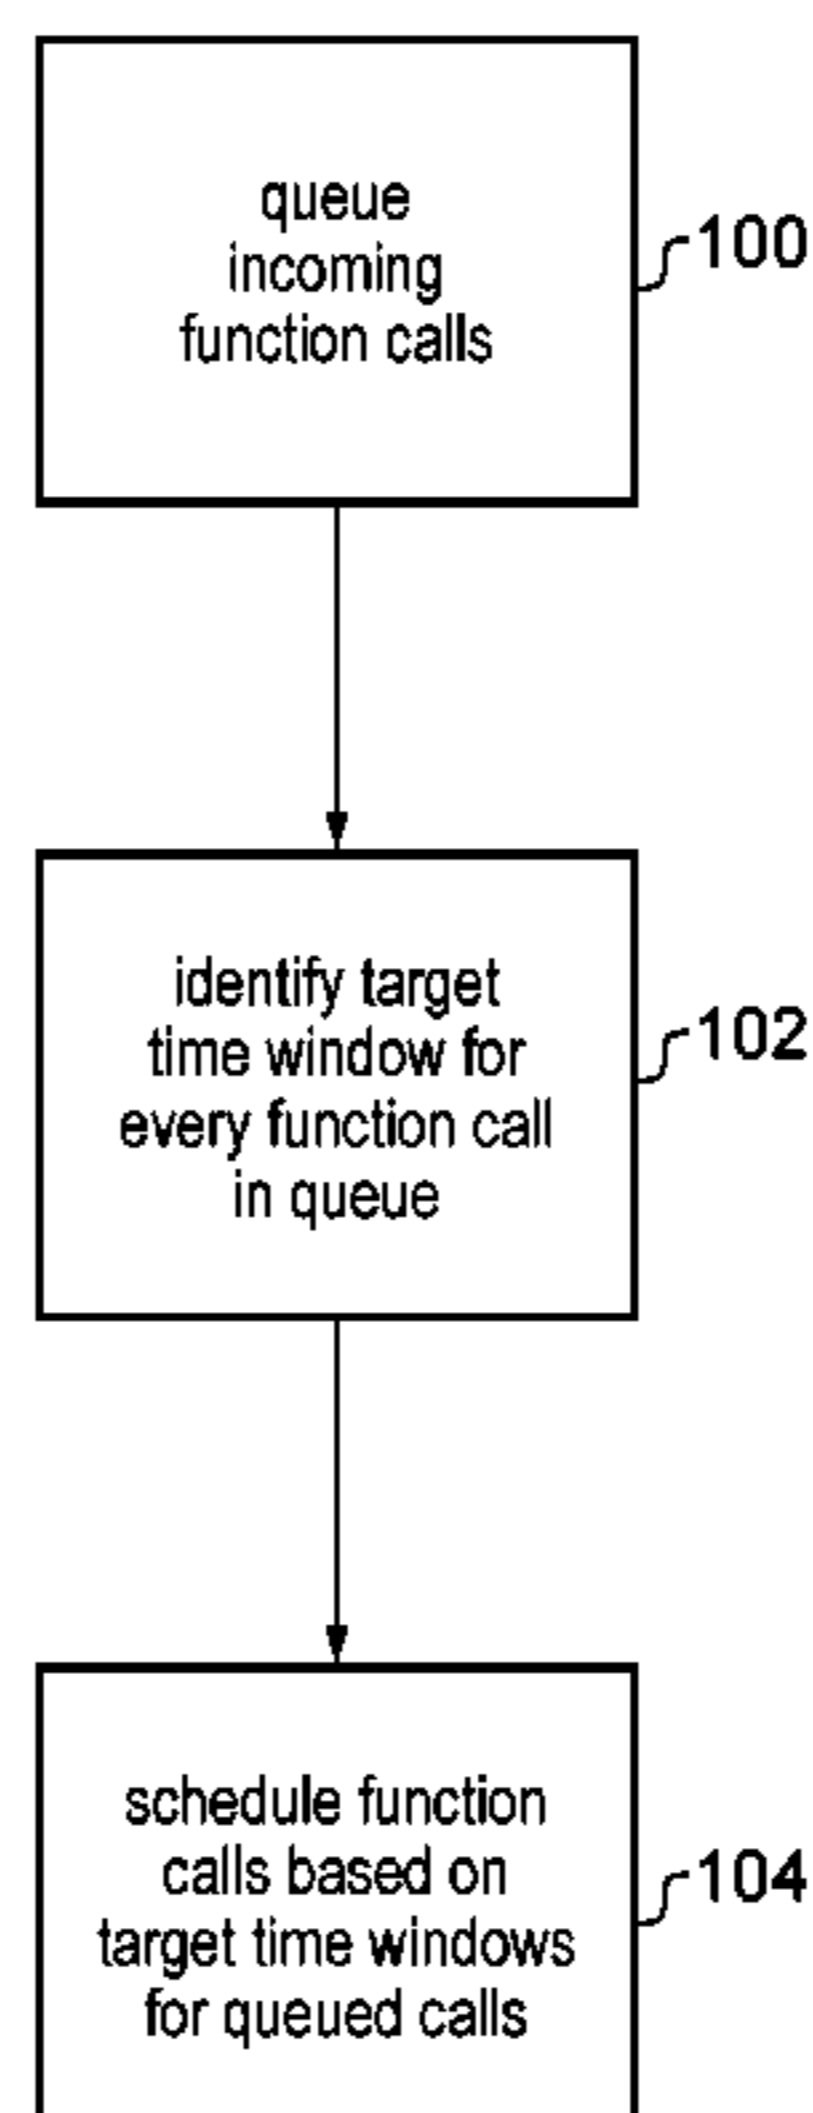 queue
incoming
function calls
100
identify target
time window for
every function call
in queue
102
schedule function
calls based on
target time windows
for queued calls
104